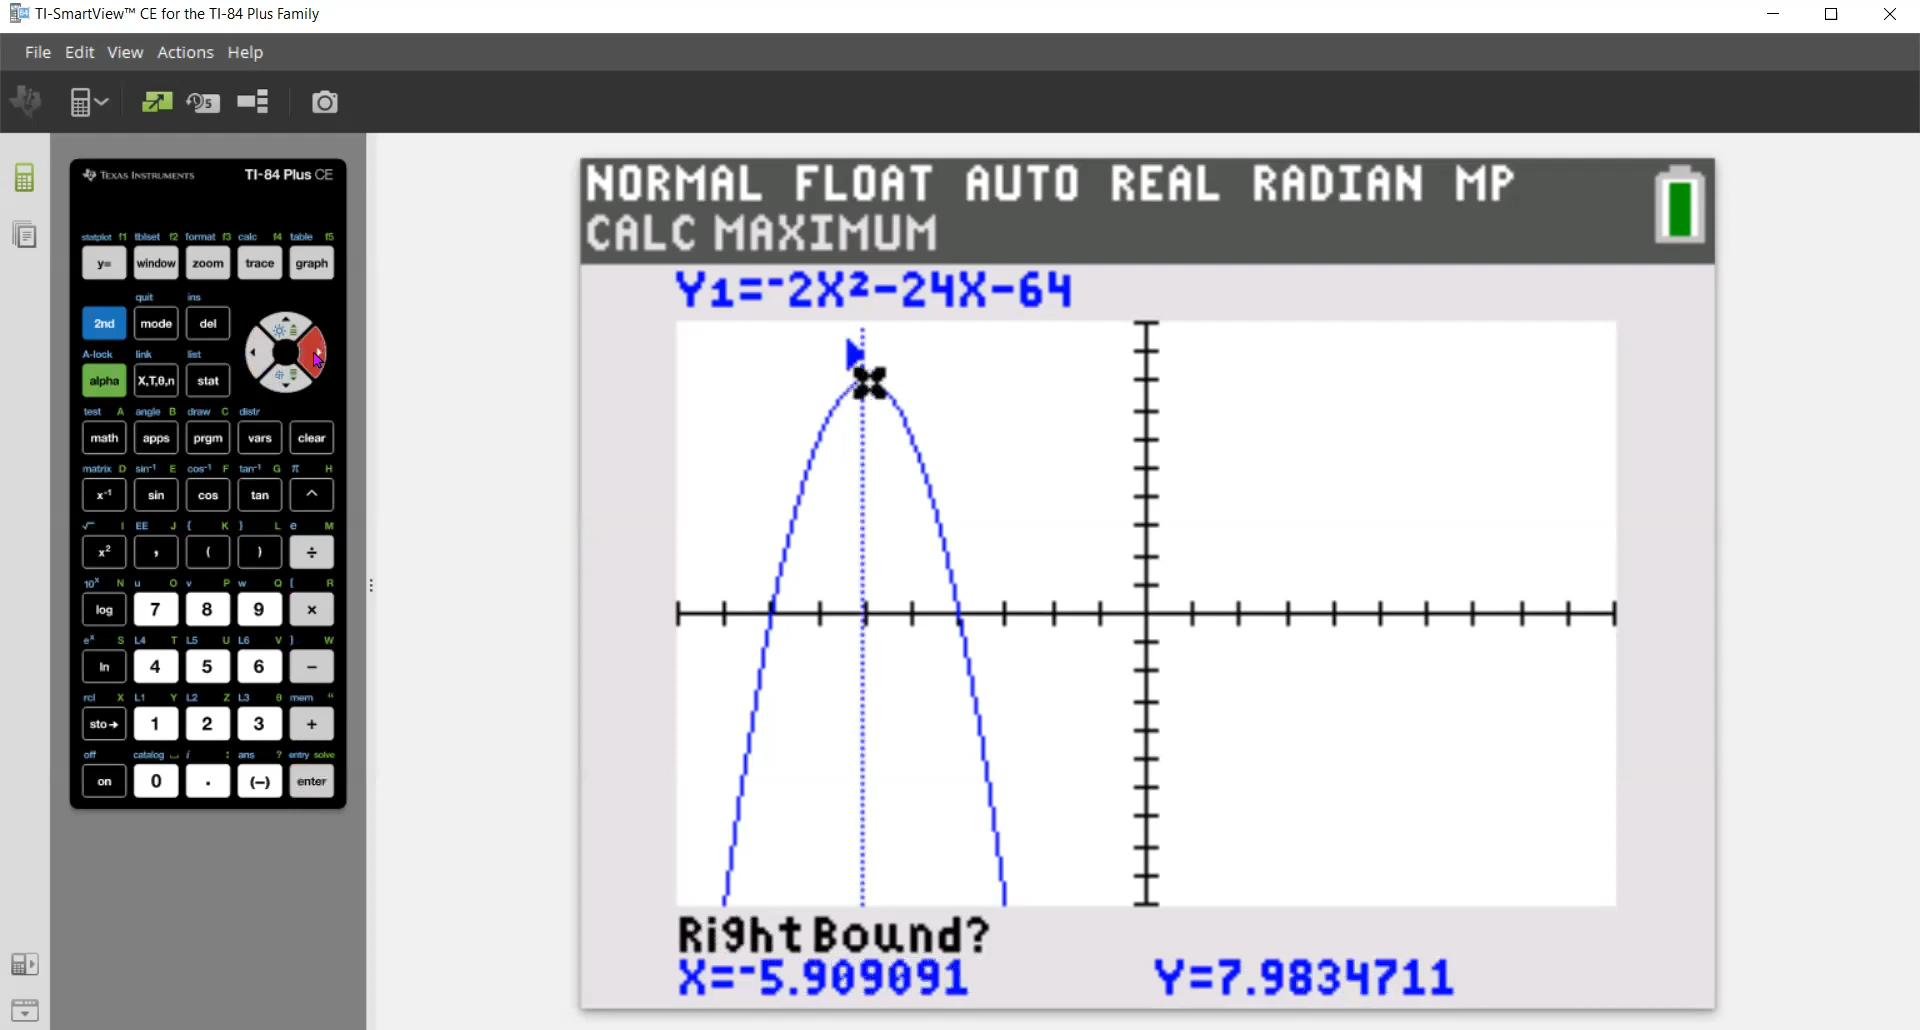 TI-SmartView™ CE for the TI-84 Plus Family
File Edit View Actions Help
TEXAS INSTRUMENTS TI-84 Plus CE
statplot f1 tblset f2 format f3 calc f4 table f5
y= window zoom trace graph
quit ins
2nd mode del
A-lock link list
alpha X,T,θ,n stat
test A angle B draw C distr
math apps prgm vars clear
matrix D sin⁻¹ E cos⁻¹ F tan⁻¹ G π H
x⁻¹ sin cos tan ^
√ I EE J { K } L e M
x² , ( ) ÷
10ˣ N u O v P w Q [ R
log 7 8 9 ×
eˣ S L4 T L5 U L6 V ] W
ln 4 5 6 −
rcl X L1 Y L2 Z L3 θ mem "
sto→ 1 2 3 +
off catalog ⎵ i : ans ? entry solve
on 0 . (−) enter
NORMAL FLOAT AUTO REAL RADIAN MP
CALC MAXIMUM
Y1=⁻2X²−24X−64
Right Bound?
X=⁻5.909091 Y=7.9834711